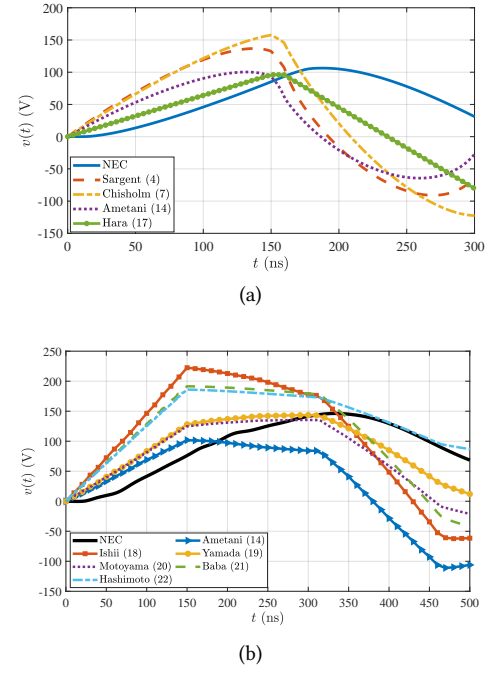 200
150
100
50
0
-50
-100
-150
v(t) (V)
NEC
Sargent (4)
Chisholm (7)
Ametani (14)
Hara (17)
0 50 100 150 200 250 300
t (ns)
(a)
250
200
150
100
50
0
-50
-100
-150
v(t) (V)
NEC Ametani (14)
Ishii (18) Yamada (19)
Motoyama (20) Baba (21)
Hashimoto (22)
0 50 100 150 200 250 300 350 400 450 500
t (ns)
(b)